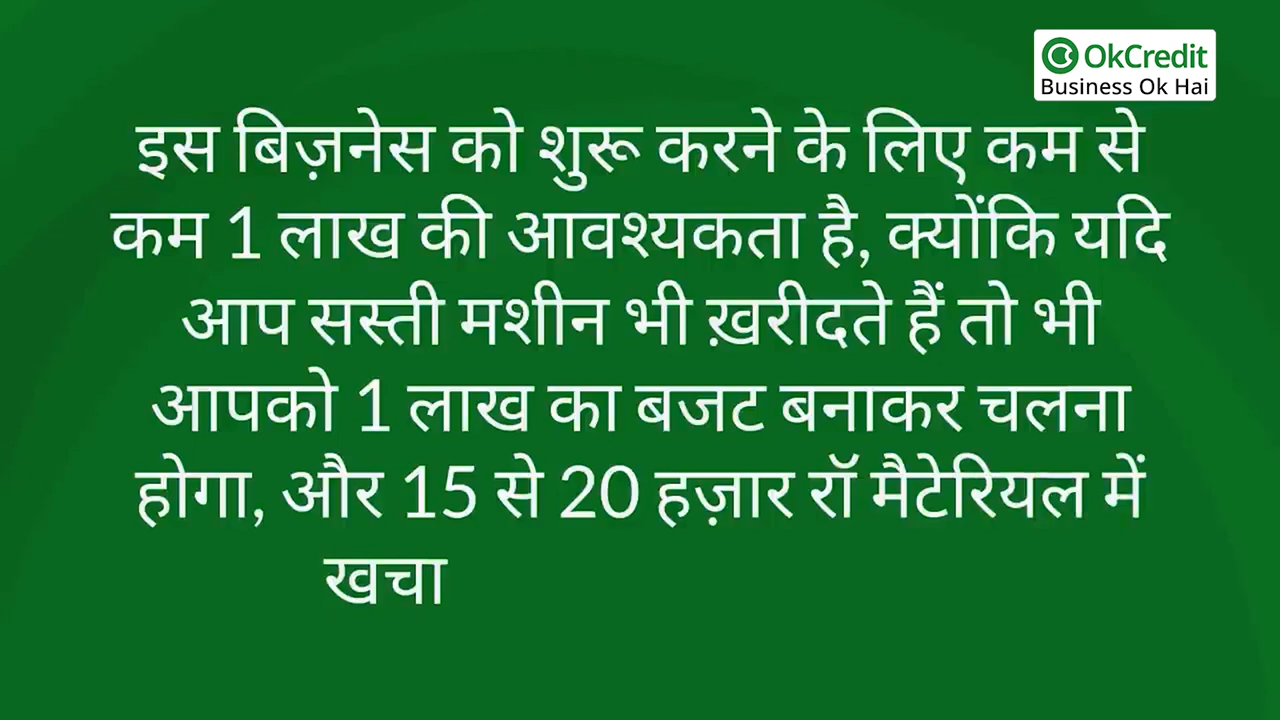 OkCredit
Business Ok Hai
इस बिज़नेस को शुरू करने के लिए कम से
कम 1 लाख की आवश्यकता है, क्योंकि यदि
आप सस्ती मशीन भी ख़रीदते हैं तो भी
आपको 1 लाख का बजट बनाकर चलना
होगा, और 15 से 20 हज़ार रॉ मैटेरियल में
खचा